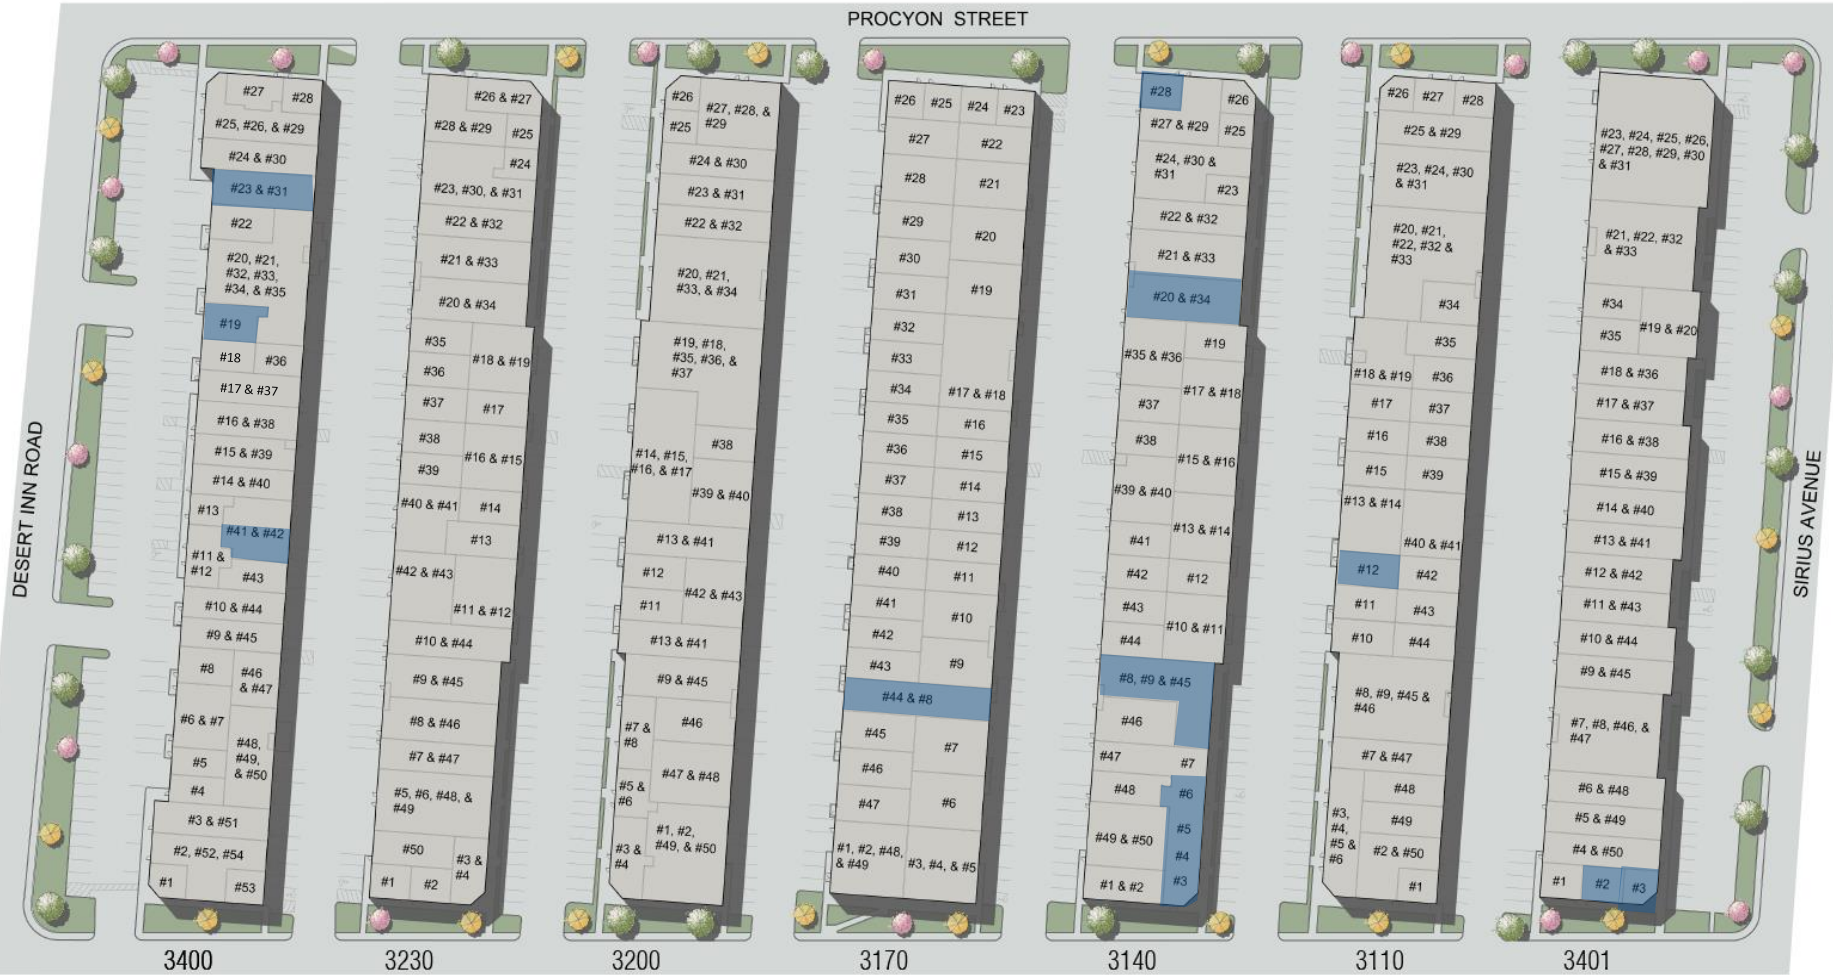 PROCYON STREET
DESERT INN ROAD
#27
#28
#25, #26, & #29
#24 & #30
#23 & #31
#22
#20, #21,
#32, #33,
#34, & #35
#19
#18
#36
#17 & #37
#16 & #38
#15 & #39
#14 & #40
#13
#41 & #42
#11 &
#12
#43
#10 & #44
#9 & #45
#8
#46
& #47
#6 & #7
#48,
#49,
& #50
#5
#4
#3 & #51
#2, #52, #54
#1
#53
3400
#26 & #27
#28 & #29
#25
#24
#23, #30, & #31
#22 & #32
#21 & #33
#20 & #34
#35
#18 & #19
#36
#37
#17
#38
#16 & #15
#39
#40 & #41
#14
#13
#42 & #43
#11 & #12
#10 & #44
#9 & #45
#8 & #46
#7 & #47
#5, #6, #48, &
#49
#50
#3 &
#4
#1
#2
3230
#26
#27, #28, &
#29
#25
#24 & #30
#23 & #31
#22 & #32
#20, #21,
#33, & #34
#19, #18,
#35, #36, &
#37
#38
#14, #15,
#16, & #17
#39 & #40
#13 & #41
#12
#42 & #43
#11
#13 & #41
#9 & #45
#7 &
#8
#46
#47 & #48
#5 &
#6
#1, #2,
#49, & #50
#3 &
#4
3200
#26
#25
#24
#23
#27
#22
#28
#21
#29
#20
#30
#31
#19
#32
#33
#34
#17 & #18
#35
#16
#36
#15
#37
#14
#38
#13
#39
#12
#40
#11
#41
#10
#42
#43
#9
#44 & #8
#45
#7
#46
#47
#6
#1, #2, #48,
& #49
#3, #4, & #5
3170
#28
#26
#27 & #29
#25
#24, #30 &
#31
#23
#22 & #32
#21 & #33
#20 & #34
#19
#35 & #36
#17 & #18
#37
#38
#15 & #16
#39 & #40
#13 & #14
#41
#42
#12
#43
#10 & #11
#44
#8, #9 & #45
#46
#47
#7
#48
#6
#5
#49 & #50
#4
#3
#1 & #2
3140
#26
#27
#28
#25 & #29
#23, #24, #30
& #31
#20, #21,
#22, #32 &
#33
#34
#35
#18 & #19
#36
#17
#37
#16
#38
#15
#39
#13 & #14
#40 & #41
#12
#42
#11
#43
#10
#44
#8, #9, #45 &
#46
#7 & #47
#48
#3,
#4,
#5 &
#6
#49
#2 & #50
#1
3110
#23, #24, #25, #26,
#27, #28, #29, #30
& #31
#21, #22, #32
& #33
#34
#19 & #20
#35
#18 & #36
#17 & #37
#16 & #38
#15 & #39
#14 & #40
#13 & #41
#12 & #42
#11 & #43
#10 & #44
#9 & #45
#7, #8, #46, &
#47
#6 & #48
#5 & #49
#4 & #50
#1
#2
#3
3401
SIRIUS AVENUE